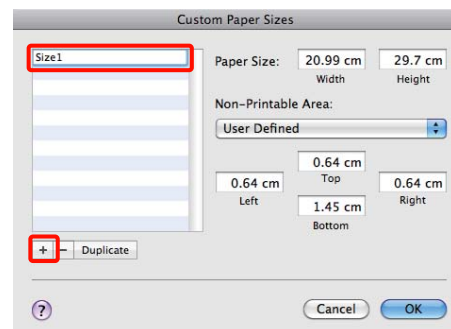 Custom Paper Sizes
Size1
Paper Size: 20.99 cm 29.7 cm
Width Height
Non-Printable Area:
User Defined
0.64 cm
Top
0.64 cm 0.64 cm
Left Right
1.45 cm
Bottom
+ − Duplicate
? Cancel OK